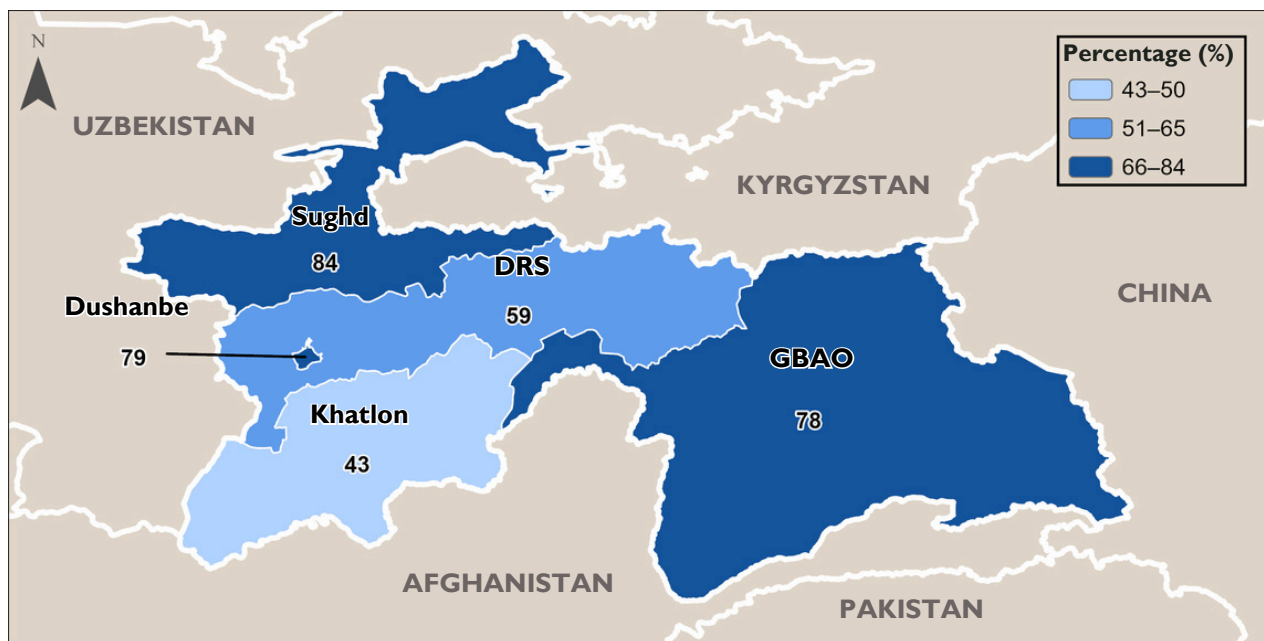 N
Percentage (%)
43–50
51–65
66–84
UZBEKISTAN
KYRGYZSTAN
Sughd
84
DRS
59
CHINA
Dushanbe
79
GBAO
78
Khatlon
43
AFGHANISTAN
PAKISTAN